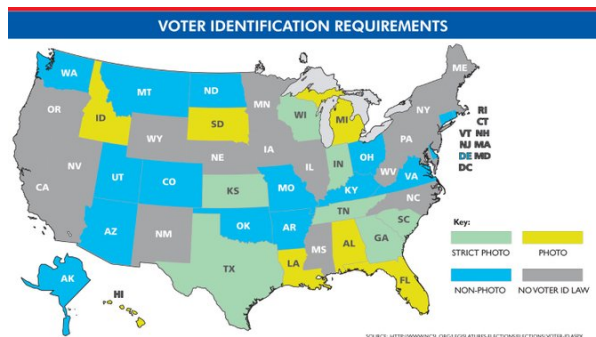 VOTER IDENTIFICATION REQUIREMENTS
WA
MT
ND
MN
ME
OR
ID
SD
WI
MI
NY
WY
NE
IA
PA
NV
UT
CO
IL
IN
OH
WV
VA
CA
KS
MO
KY
NC
AZ
NM
OK
AR
TN
SC
TX
LA
MS
AL
GA
FL
AK
HI
RI
CT
VT NH
NJ MA
DE MD
DC
Key:
STRICT PHOTO
PHOTO
NON-PHOTO
NO VOTER ID LAW